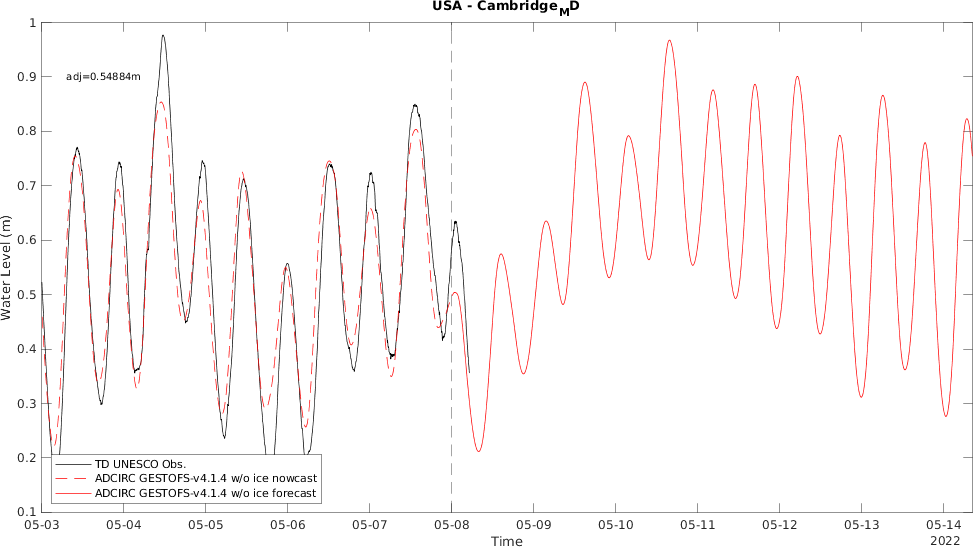 USA - Cambridge_MD
adj=0.54884m
Water Level (m)
1
0.9
0.8
0.7
0.6
0.5
0.4
0.3
0.2
0.1
TD UNESCO Obs.
ADCIRC GESTOFS-v4.1.4 w/o ice nowcast
ADCIRC GESTOFS-v4.1.4 w/o ice forecast
05-03 05-04 05-05 05-06 05-07 05-08 05-09 05-10 05-11 05-12 05-13 05-14
Time
2022